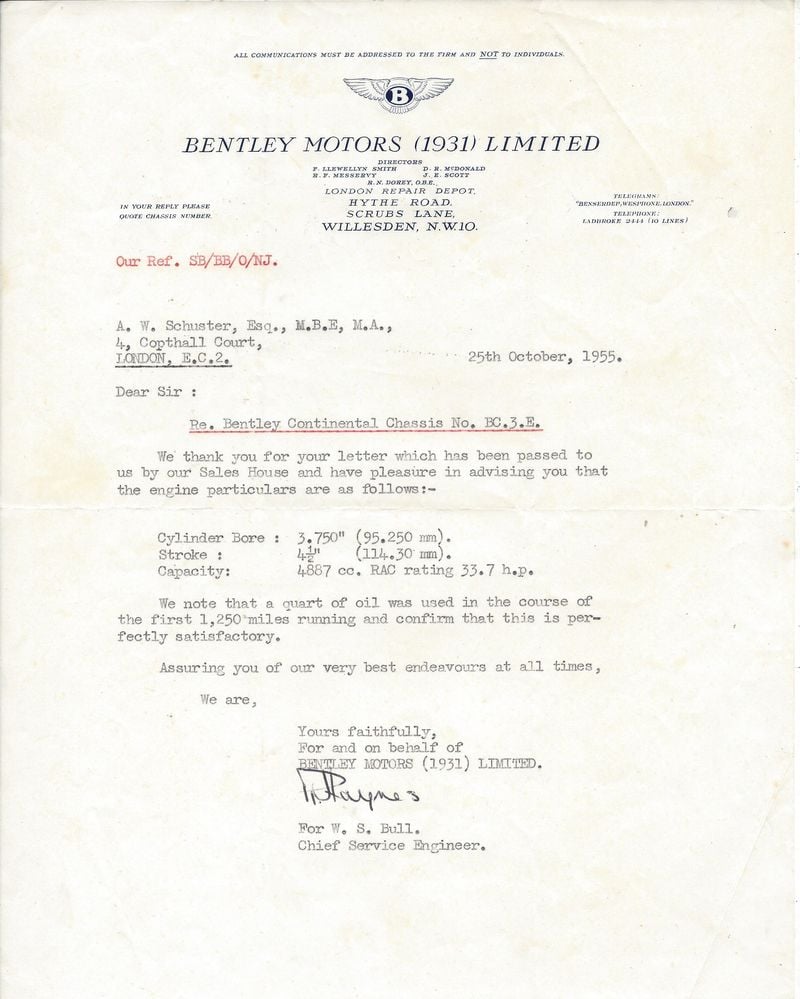 ALL COMMUNICATIONS MUST BE ADDRESSED TO THE FIRM AND NOT TO INDIVIDUALS.
B
BENTLEY MOTORS (1931) LIMITED
DIRECTORS
F. LLEWELLYN SMITH D. R. McDONALD
H. F. MESSERVY J. E. SCOTT
R. N. DOREY, O.B.E.
LONDON REPAIR DEPOT,
HYTHE ROAD,
SCRUBS LANE,
WILLESDEN, N.W.10.
IN YOUR REPLY PLEASE
QUOTE CHASSIS NUMBER.
TELEGRAMS:
"BENSERDEP, WESPHONE, LONDON."
TELEPHONE:
LADBROKE 2444 (10 LINES)
Our Ref. SB/BB/O/NJ.
A. W. Schuster, Esq., M.B.E, M.A.,
4, Copthall Court,
LONDON, E.C.2. 25th October, 1955.
Dear Sir :
Re. Bentley Continental Chassis No. BC.3.E.
We thank you for your letter which has been passed to
us by our Sales House and have pleasure in advising you that
the engine particulars are as follows:-
Cylinder Bore : 3.750" (95.250 mm).
Stroke : 4½" (114.30 mm).
Capacity: 4887 cc. RAC rating 33.7 h.p.
We note that a quart of oil was used in the course of
the first 1,250 miles running and confirm that this is per-
fectly satisfactory.
Assuring you of our very best endeavours at all times,
We are,
Yours faithfully,
For and on behalf of
BENTLEY MOTORS (1931) LIMITED.
For W. S. Bull.
Chief Service Engineer.